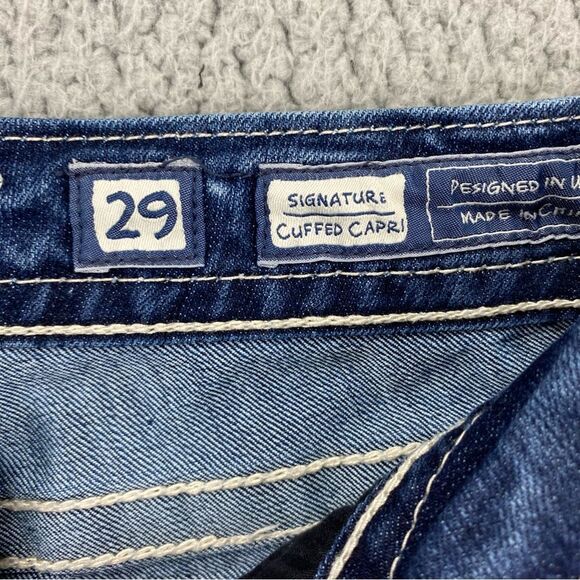 29
SIGNATURE
CUFFED CAPRI
DESIGNED IN
MADE IN